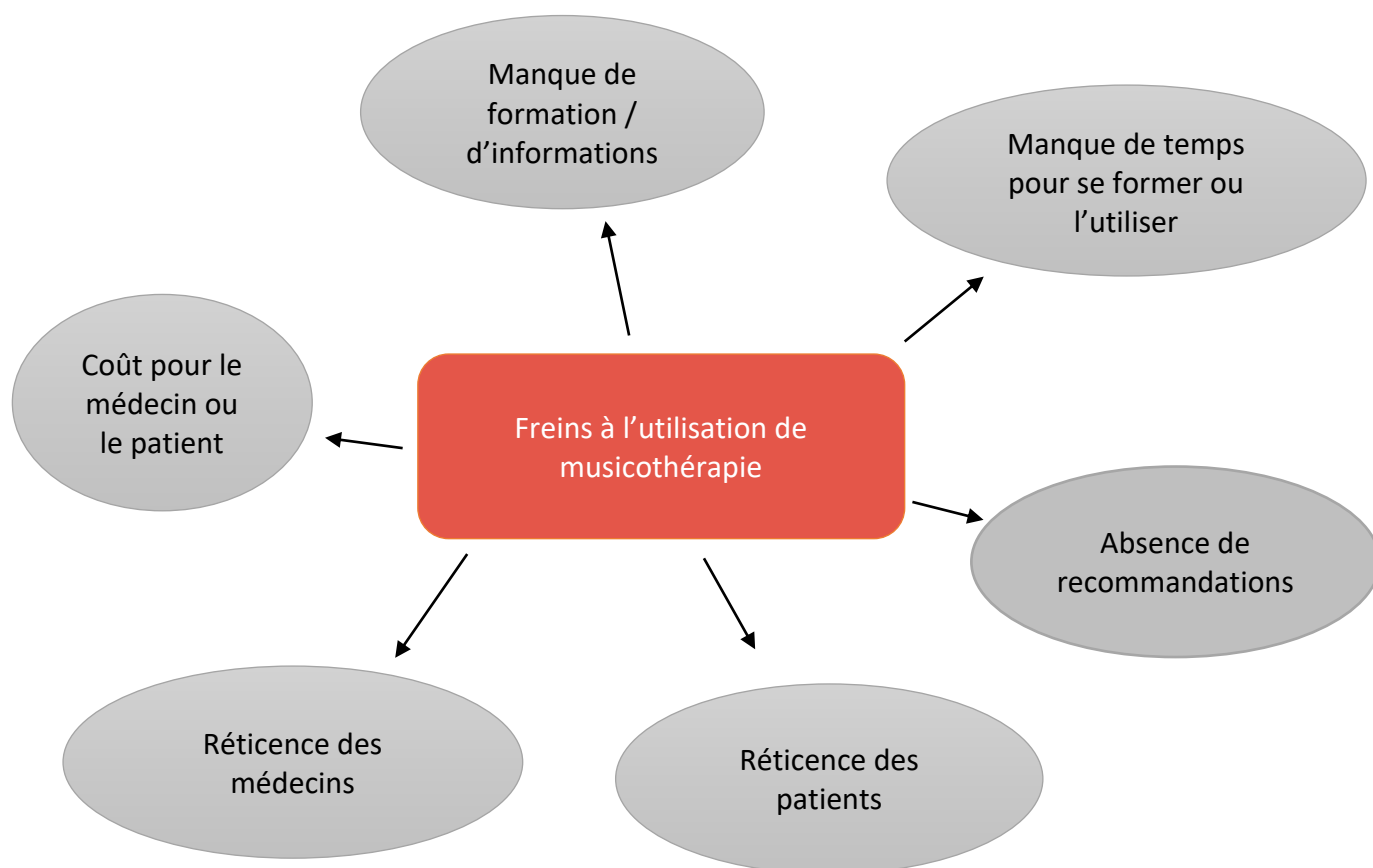 Manque de
formation /
d’informations
Manque de temps
pour se former ou
l’utiliser
Coût pour le
médecin ou
le patient
Freins à l’utilisation de
musicothérapie
Absence de
recommandations
Réticence des
médecins
Réticence des
patients